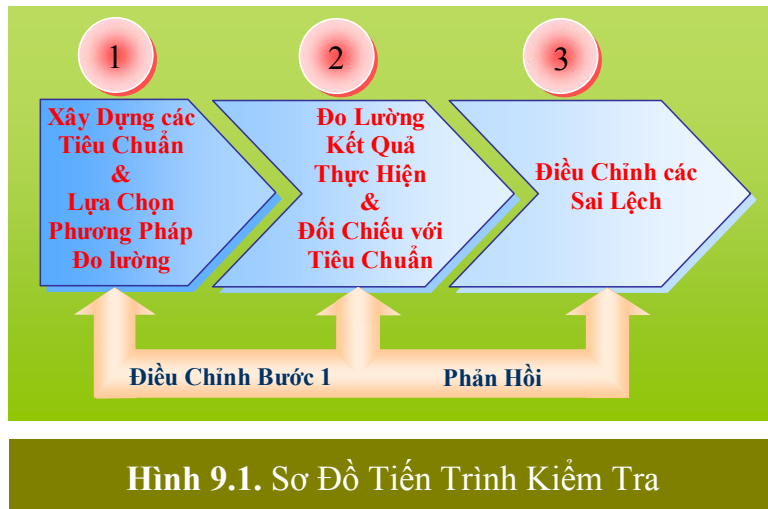 1
2
3
Xây Dựng các
Tiêu Chuẩn
&
Lựa Chọn
Phương Pháp
Đo lường
Đo Lường
Kết Quả
Thực Hiện
&
Đối Chiếu với
Tiêu Chuẩn
Điều Chỉnh các
Sai Lệch
Điều Chỉnh Bước 1
Phản Hồi
Hình 9.1. Sơ Đồ Tiến Trình Kiểm Tra